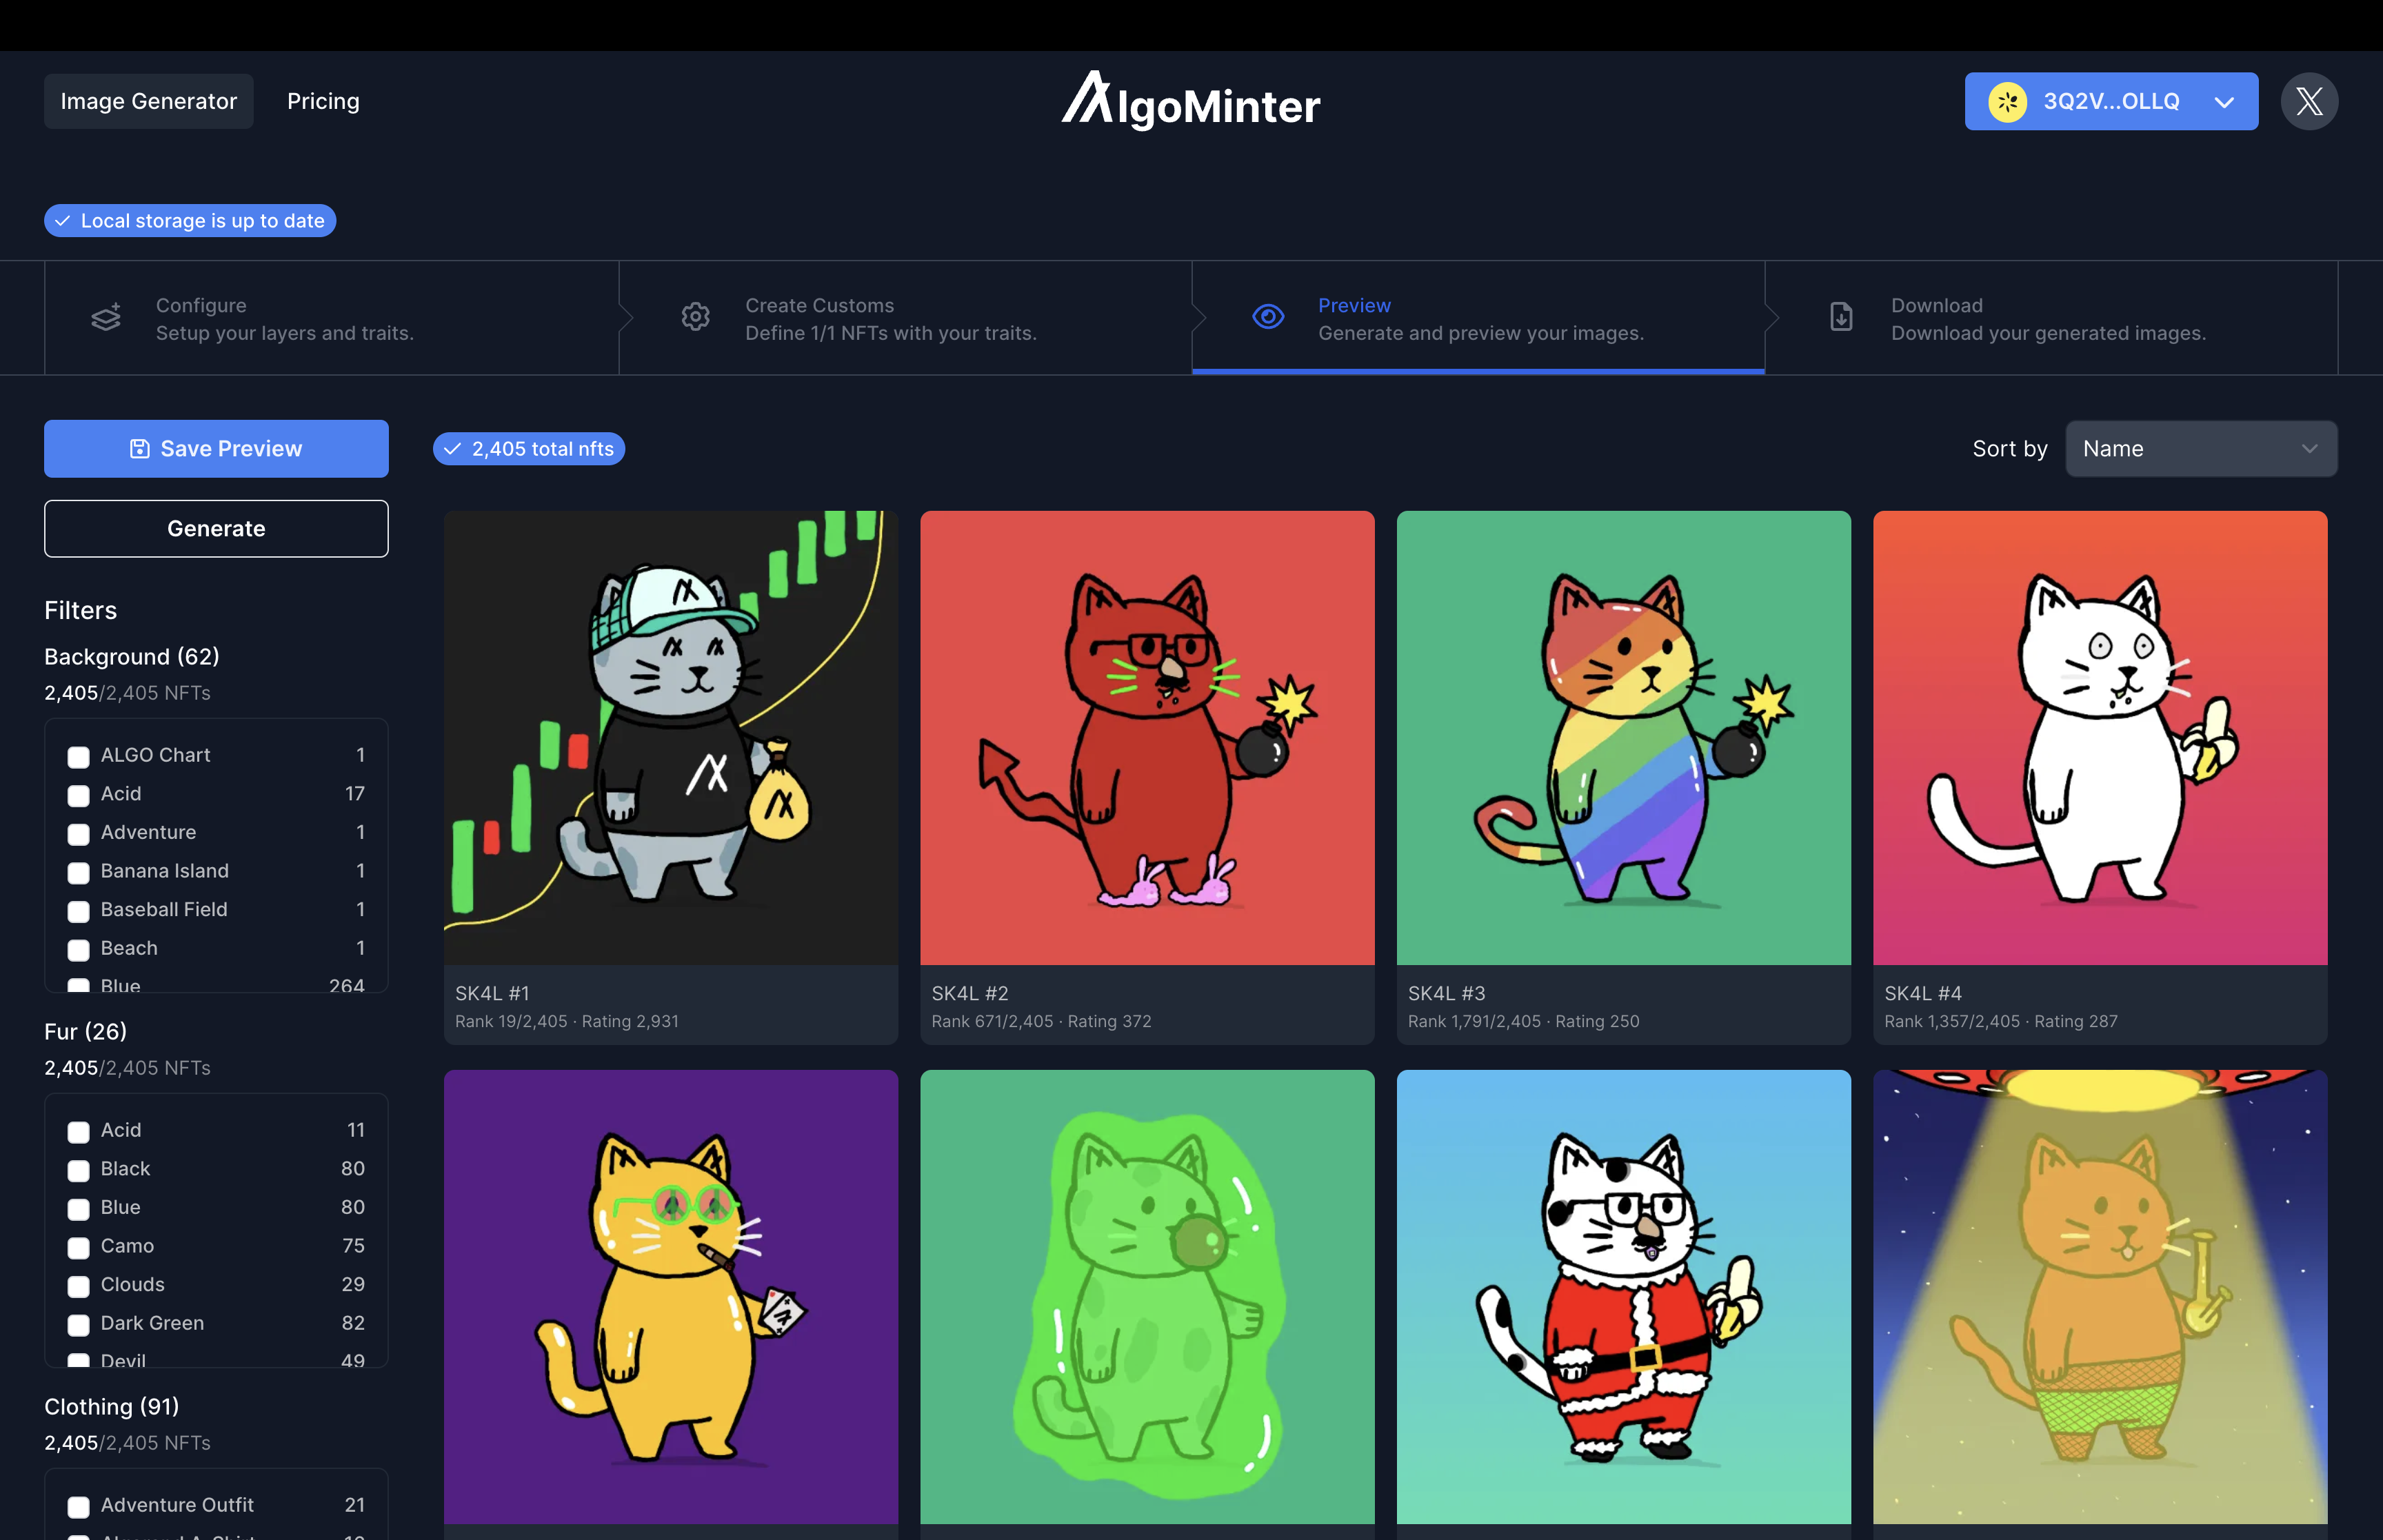 Image Generator
Pricing
AlgoMinter
3Q2V...OLLQ
Local storage is up to date
Configure
Setup your layers and traits.
Create Customs
Define 1/1 NFTs with your traits.
Preview
Generate and preview your images.
Download
Download your generated images.
Save Preview
2,405 total nfts
Sort by
Name
Generate
Filters
Background (62)
2,405/2,405 NFTs
ALGO Chart 1
Acid 17
Adventure 1
Banana Island 1
Baseball Field 1
Beach 1
Blue 264
Fur (26)
2,405/2,405 NFTs
Acid 11
Black 80
Blue 80
Camo 75
Clouds 29
Dark Green 82
Devil 49
Clothing (91)
2,405/2,405 NFTs
Adventure Outfit 21
SK4L #1
Rank 19/2,405 · Rating 2,931
SK4L #2
Rank 671/2,405 · Rating 372
SK4L #3
Rank 1,791/2,405 · Rating 250
SK4L #4
Rank 1,357/2,405 · Rating 287